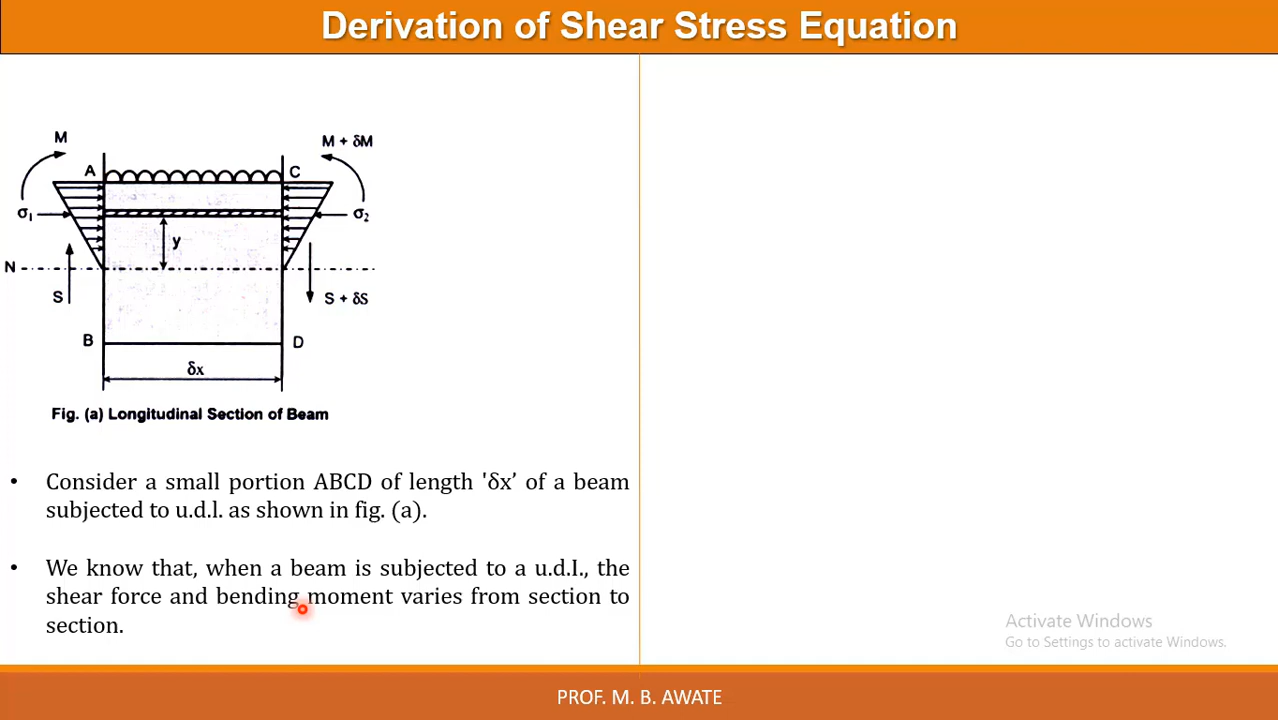 Derivation of Shear Stress Equation
M
M + δM
A
C
σ1
σ2
y
N
S
S + δS
B
D
δx
Fig. (a) Longitudinal Section of Beam
• Consider a small portion ABCD of length 'δx’ of a beam
subjected to u.d.l. as shown in fig. (a).
• We know that, when a beam is subjected to a u.d.I., the
shear force and bending moment varies from section to
section.
Activate Windows
Go to Settings to activate Windows.
PROF. M. B. AWATE